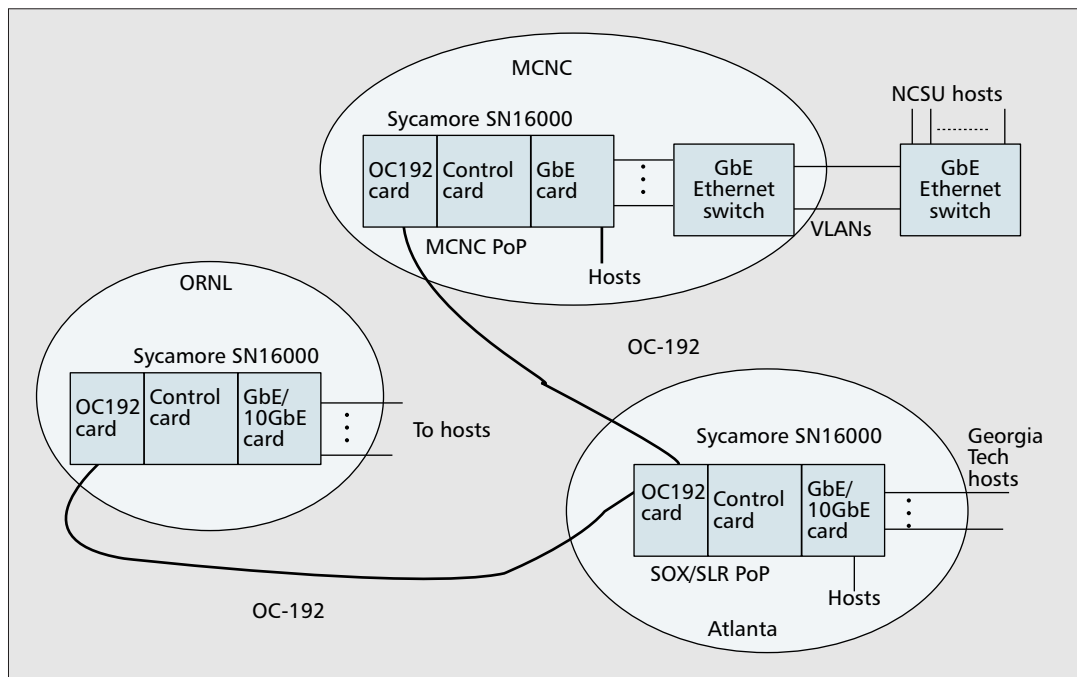 MCNC
Sycamore SN16000
OC192
card
Control
card
GbE
card
GbE
Ethernet
switch
NCSU hosts
GbE
Ethernet
switch
VLANs
MCNC PoP
Hosts
ORNL
Sycamore SN16000
OC192
card
Control
card
GbE/
10GbE
card
To hosts
OC-192
Sycamore SN16000
OC192
card
Control
card
GbE/
10GbE
card
Georgia
Tech
hosts
SOX/SLR PoP
Hosts
Atlanta
OC-192